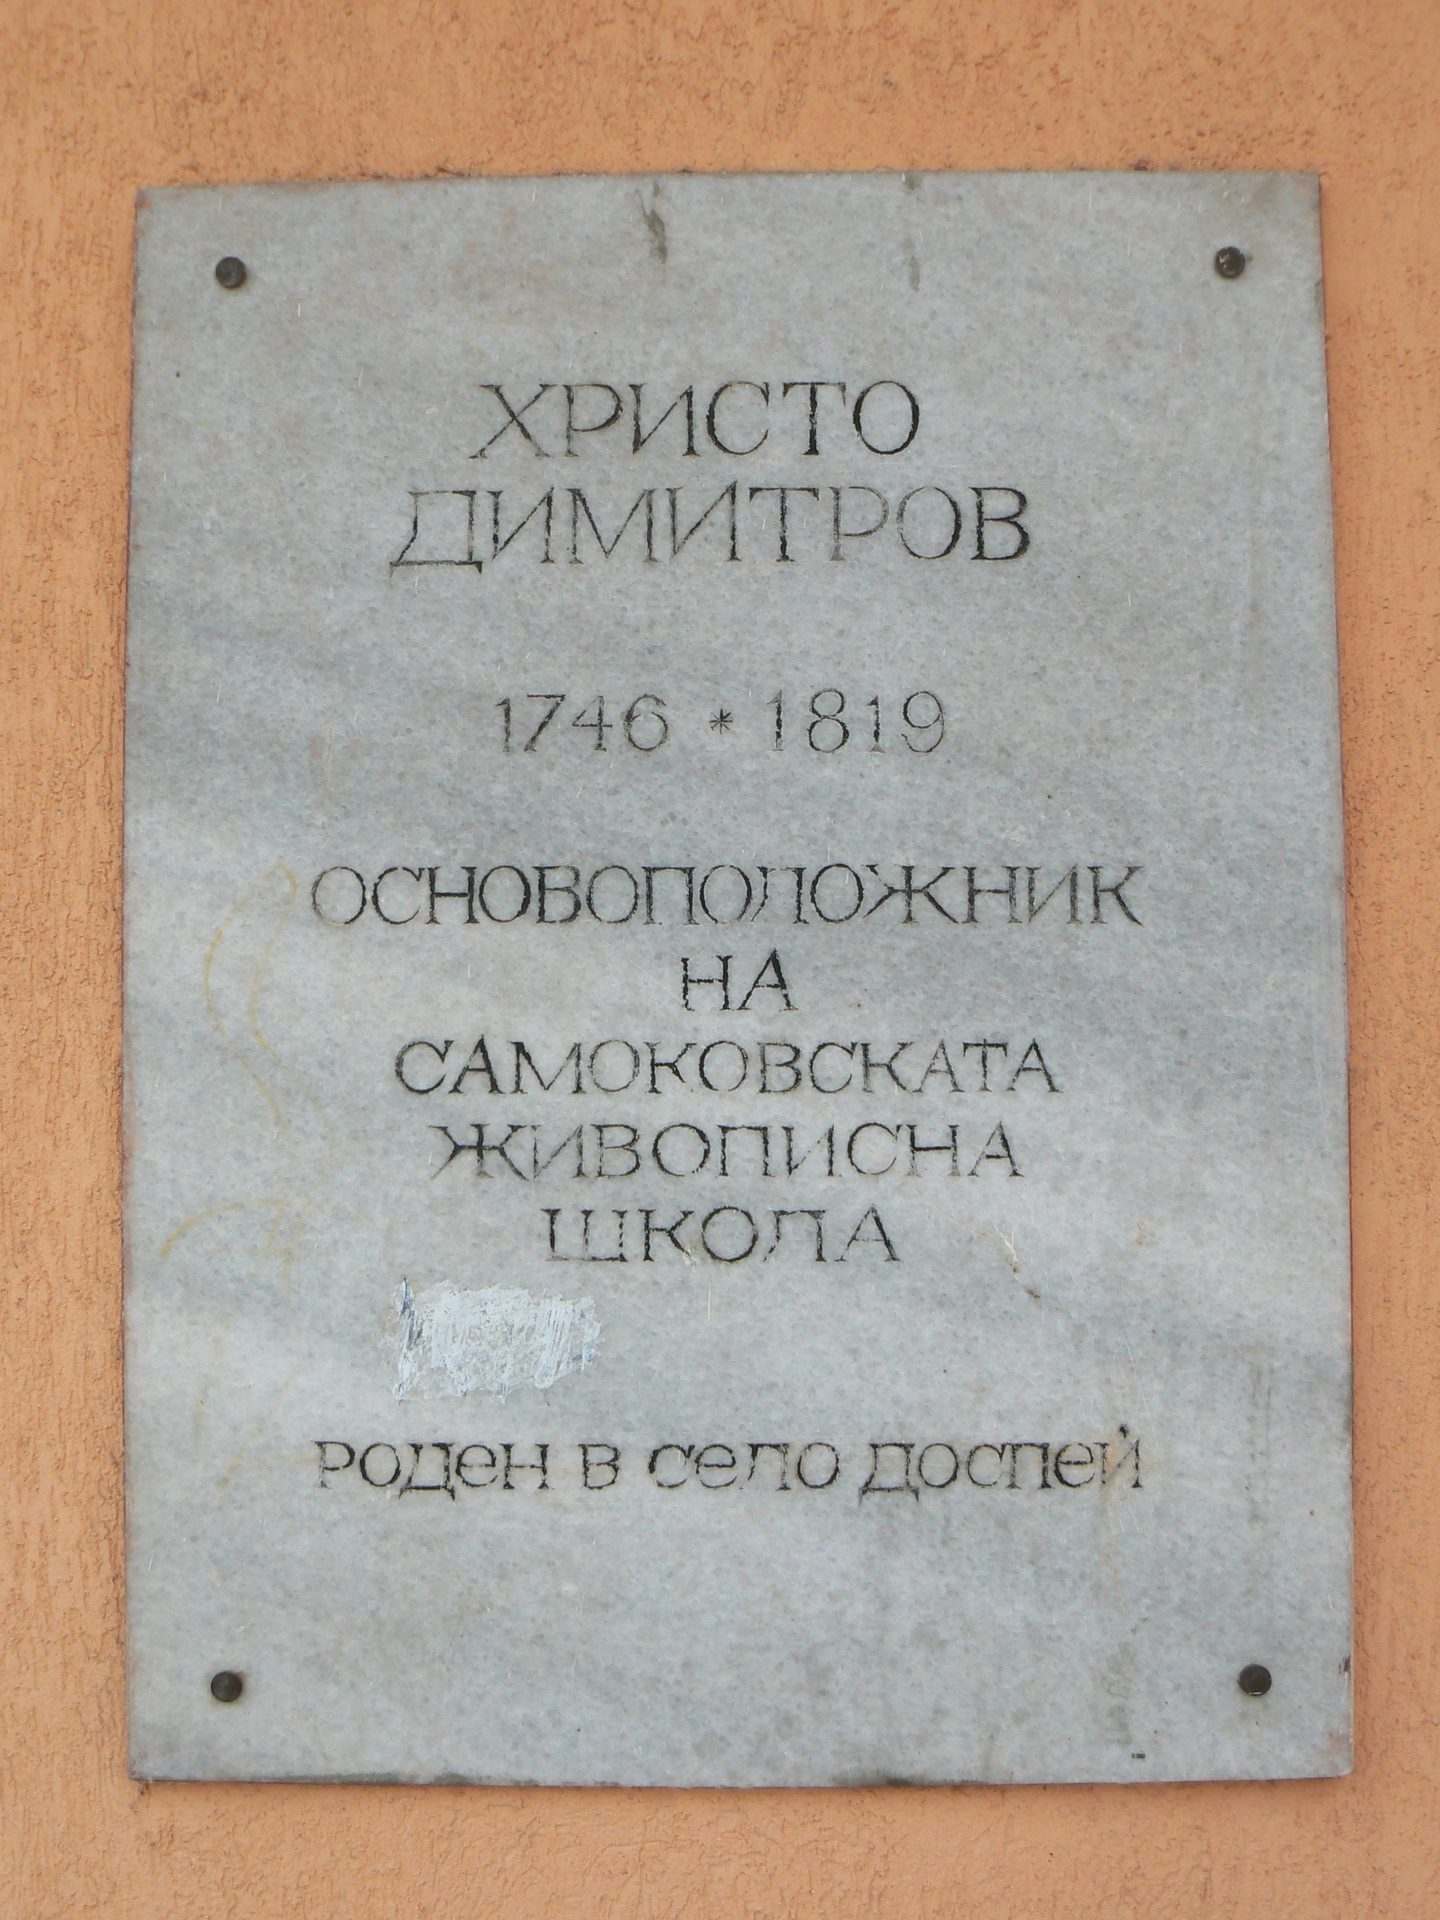 ХРИСТО
ДИМИТРОВ
1746 * 1819
ОСНОВОПОЛОЖНИК
НА
САМОКОВСКАТА
ЖИВОПИСНА
ШКОЛА
РОДЕН В СЕЛО ДОСПЕЙ